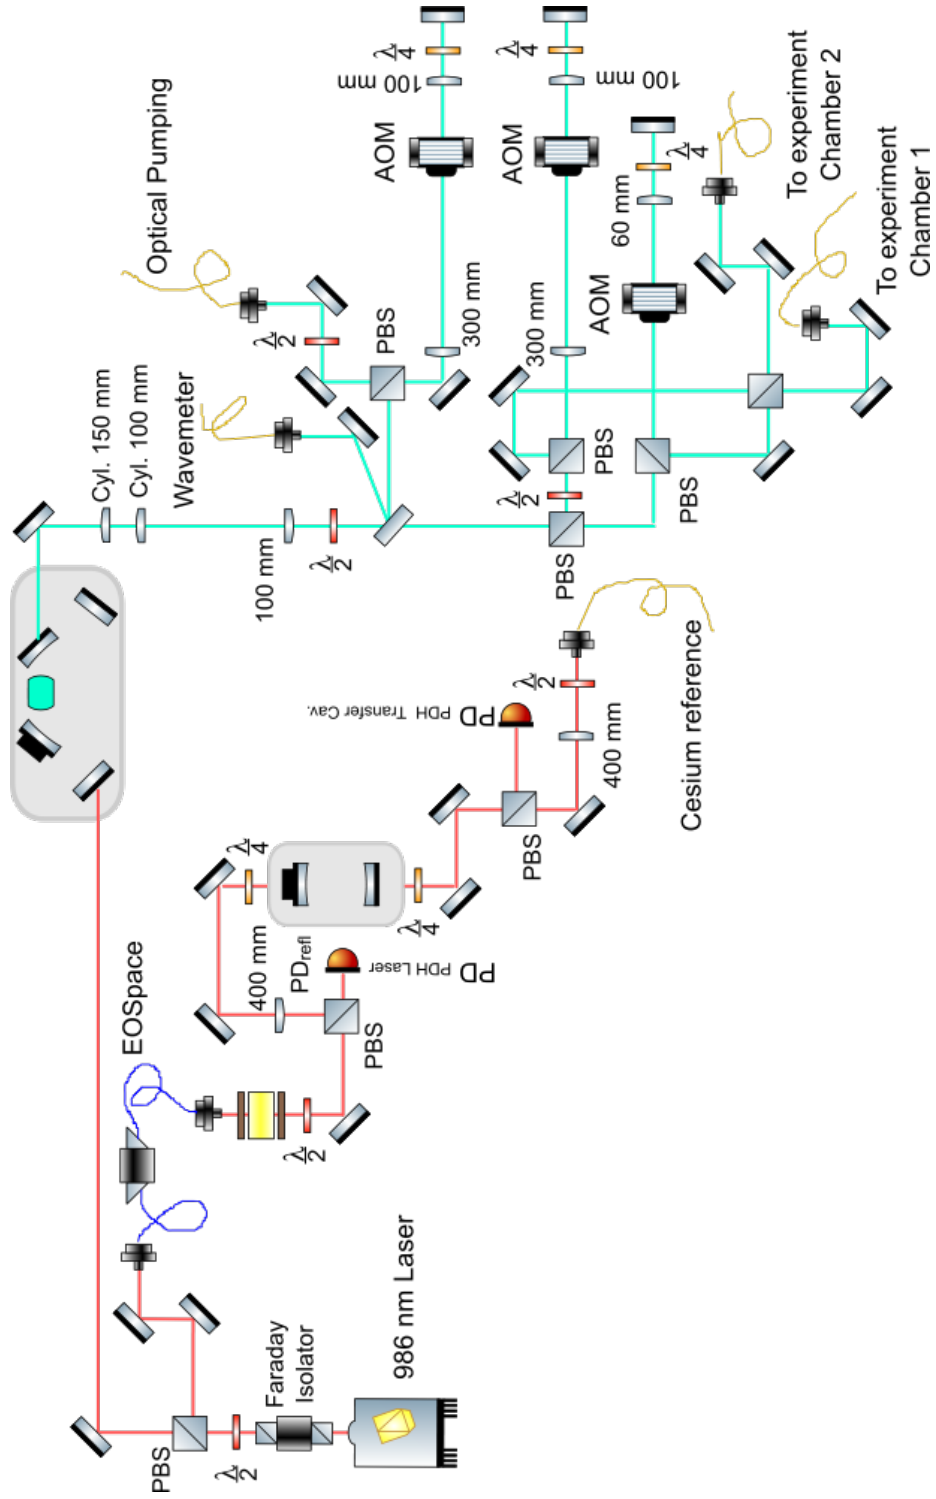 λ/4
100 mm
AOM
λ/4
100 mm
AOM
λ/4
60 mm
AOM
To experiment
Chamber 2
To experiment
Chamber 1
Optical Pumping
λ/2
PBS
300 mm
300 mm
Wavemeter
Cyl. 150 mm
Cyl. 100 mm
100 mm
λ/2
λ/2
PBS
PBS
PBS
Cesium reference
λ/2
400 mm
PD
PDH Transfer Cav.
PBS
λ/4
λ/4
400 mm
PDrefl
PD
PDH Laser
PBS
EOSpace
λ/2
986 nm Laser
Faraday
Isolator
λ/2
PBS